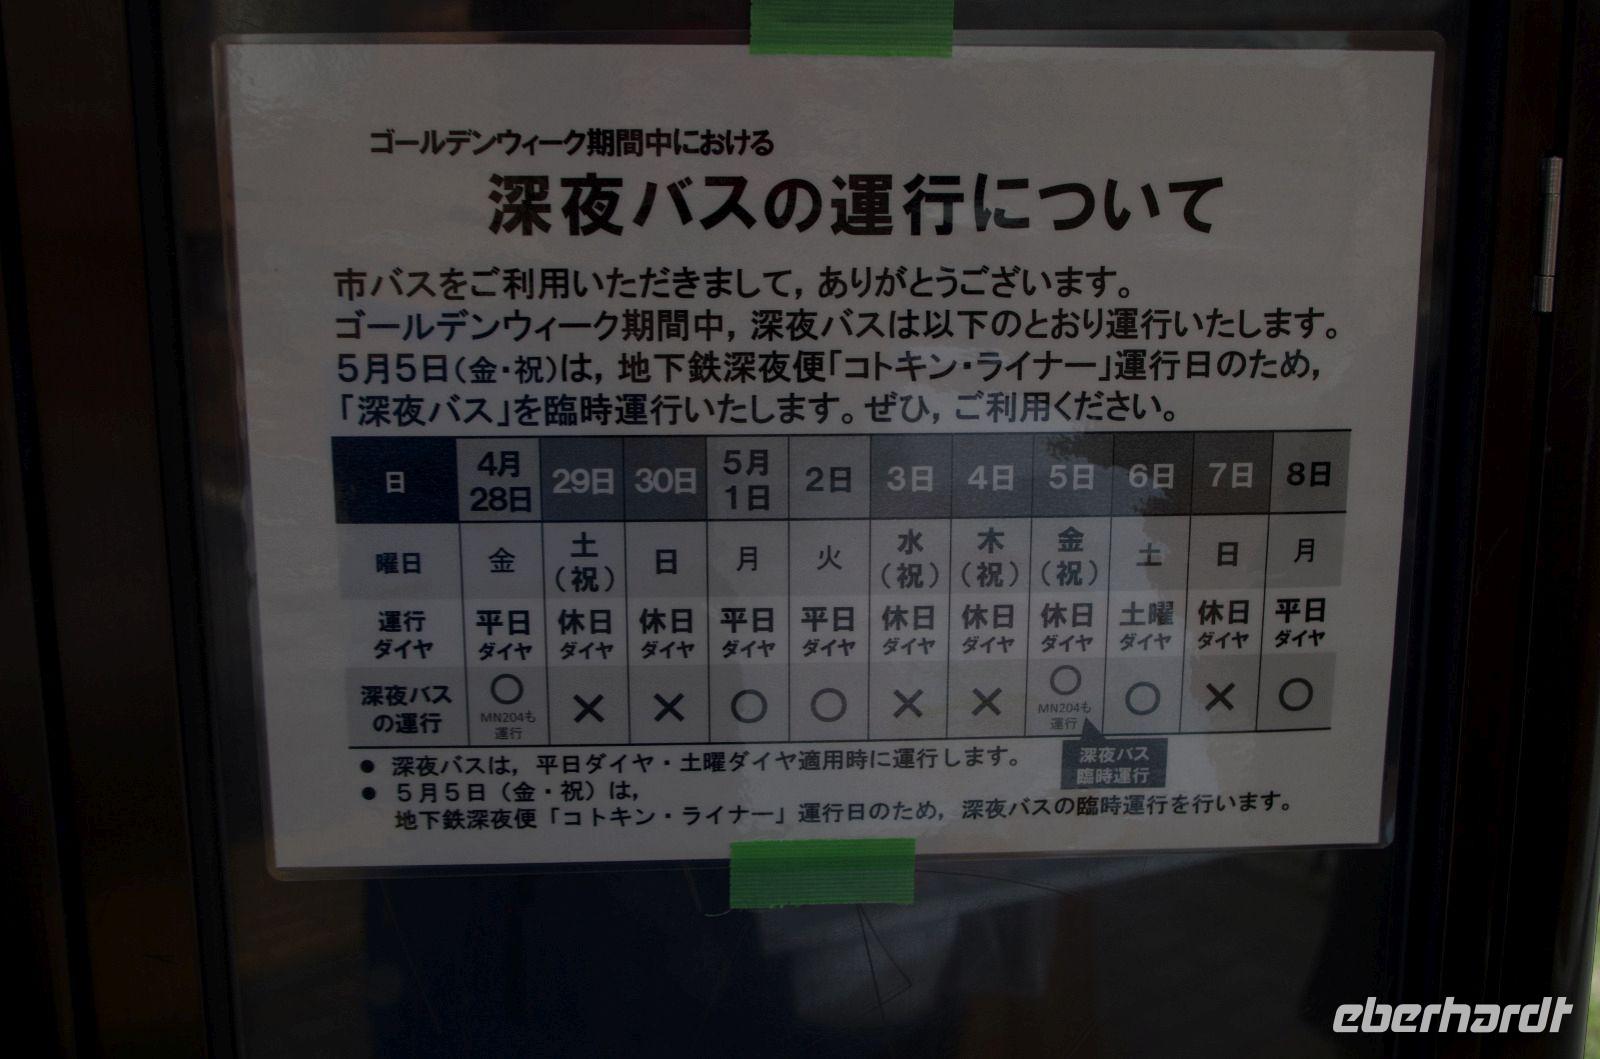 ゴールデンウィーク期間中における
深夜バスの運行について
市バスをご利用いただきまして，ありがとうございます。
ゴールデンウィーク期間中，深夜バスは以下のとおり運行いたします。
５月５日（金・祝）は，地下鉄深夜便「コトキン・ライナー」運行日のため，
「深夜バス」を臨時運行いたします。ぜひ，ご利用ください。
日 4月28日 29日 30日 5月1日 2日 3日 4日 5日 6日 7日 8日
曜日 金 土（祝） 日 月 火 水（祝） 木（祝） 金（祝） 土 日 月
運行ダイヤ 平日ダイヤ 休日ダイヤ 休日ダイヤ 平日ダイヤ 平日ダイヤ 休日ダイヤ 休日ダイヤ 休日ダイヤ 土曜ダイヤ 休日ダイヤ 平日ダイヤ
深夜バスの運行 ○ MN204も運行 × × ○ ○ × × ○ MN204も運行 ○ × ○
深夜バス
臨時運行
● 深夜バスは，平日ダイヤ・土曜ダイヤ適用時に運行します。
● ５月５日（金・祝）は，
地下鉄深夜便「コトキン・ライナー」運行日のため，深夜バスの臨時運行を行います。
eberhardt